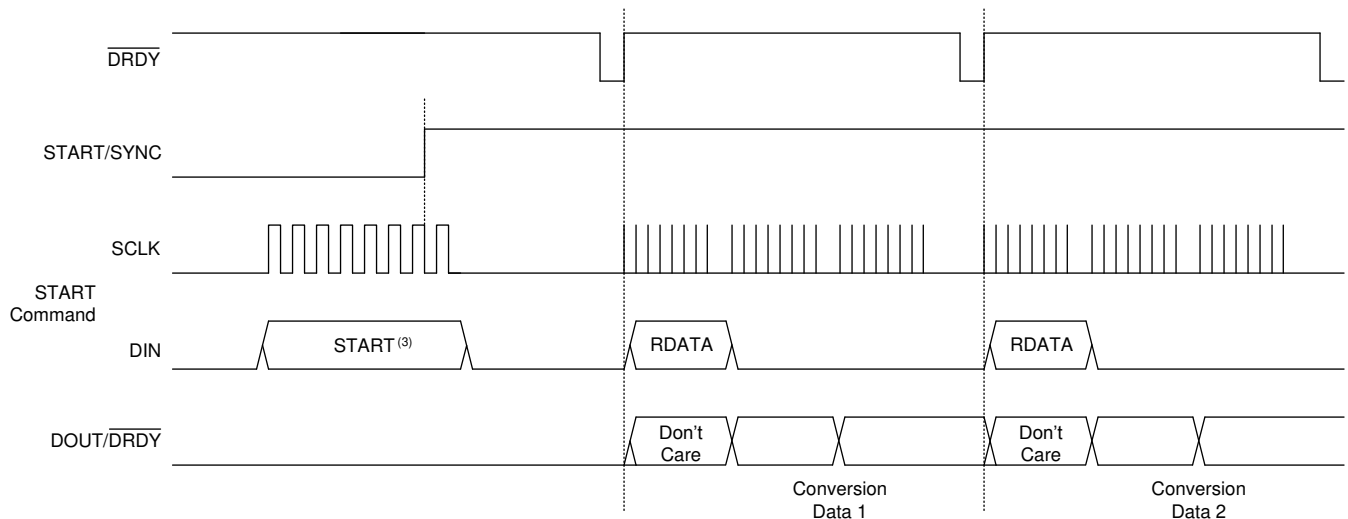 DRDY
START/SYNC
SCLK
START
Command
DIN
START (3)
RDATA
RDATA
DOUT/DRDY
Don't
Care
Don't
Care
Conversion
Data 1
Conversion
Data 2